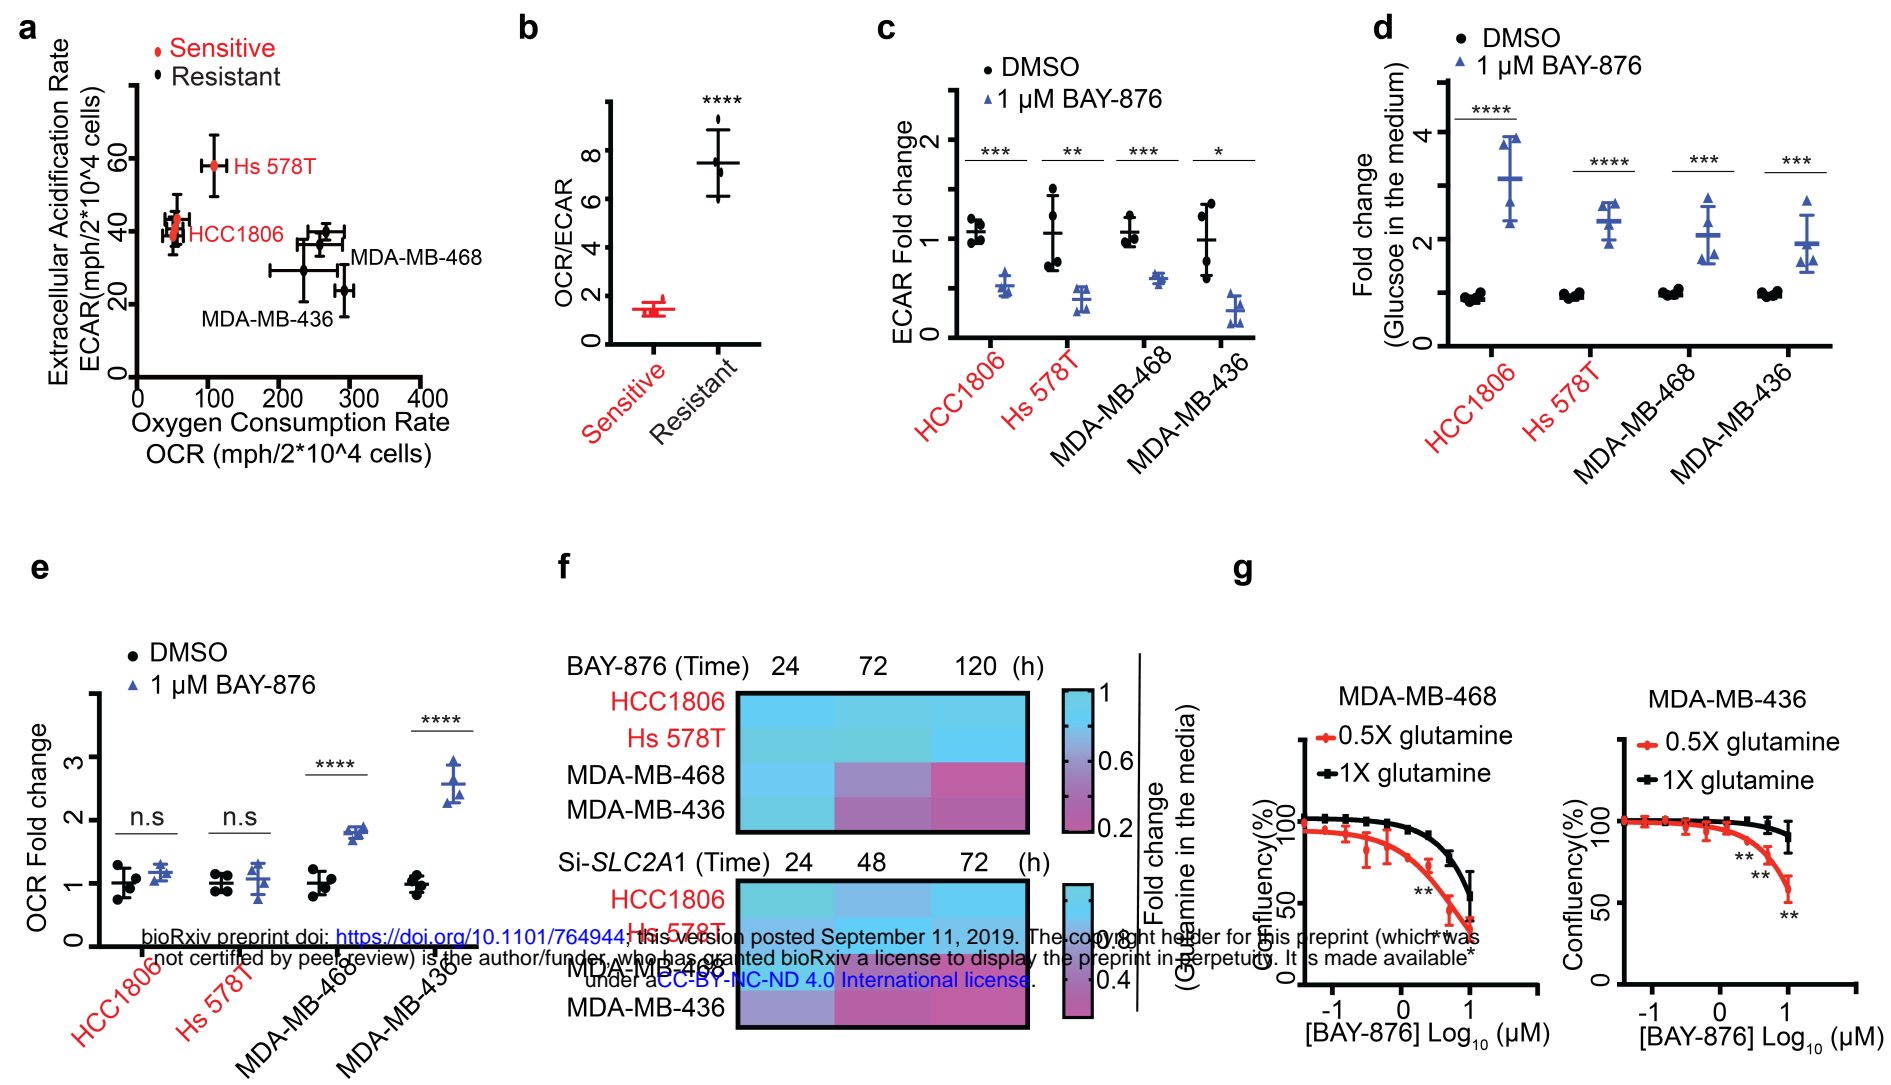 a
Sensitive
Resistant
Extracellular Acidification Rate
ECAR(mph/2*10^4 cells)
0
20
40
60
Hs 578T
HCC1806
MDA-MB-468
MDA-MB-436
0
100
200
300
400
Oxygen Consumption Rate
OCR (mph/2*10^4 cells)
b
OCR/ECAR
0
2
4
6
8
****
Sensitive
Resistant
c
DMSO
1 µM BAY-876
ECAR Fold change
0
1
2
***
**
***
*
HCC1806
Hs 578T
MDA-MB-468
MDA-MB-436
d
DMSO
1 µM BAY-876
Fold change
(Glucsoe in the medium)
0
2
4
****
****
***
***
HCC1806
Hs 578T
MDA-MB-468
MDA-MB-436
e
DMSO
1 µM BAY-876
OCR Fold change
0
1
2
3
n.s
n.s
****
****
HCC1806
Hs 578T
MDA-MB-468
MDA-MB-436
f
BAY-876 (Time) 24 72 120 (h)
HCC1806
Hs 578T
MDA-MB-468
MDA-MB-436
1
0.6
0.2
Si-SLC2A1 (Time) 24 48 72 (h)
HCC1806
Hs 578T
MDA-MB-468
MDA-MB-436
0.8
0.4
Fold change
(Glutamine in the media)
g
MDA-MB-468
0.5X glutamine
1X glutamine
Confluency(%)
0
50
100
**
**
*
-1
0
1
[BAY-876] Log10 (µM)
MDA-MB-436
0.5X glutamine
1X glutamine
Confluency(%)
0
50
100
**
**
**
-1
0
1
[BAY-876] Log10 (µM)
bioRxiv preprint doi: https://doi.org/10.1101/764944; this version posted September 11, 2019. The copyright holder for this preprint (which was
not certified by peer review) is the author/funder, who has granted bioRxiv a license to display the preprint in perpetuity. It is made available
under aCC-BY-NC-ND 4.0 International license.